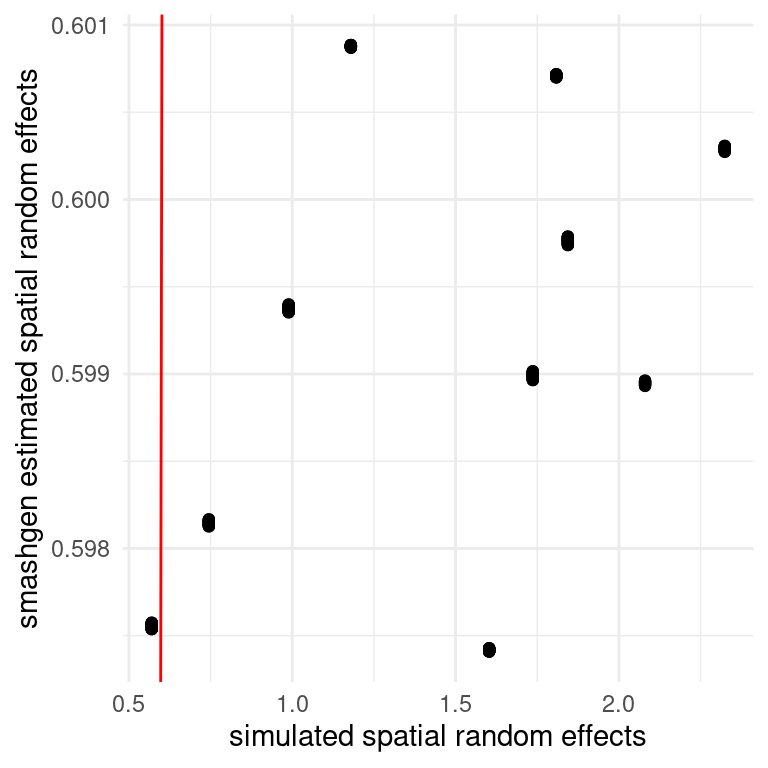 smashgen estimated spatial random effects
0.601
0.600
0.599
0.598
0.5 1.0 1.5 2.0
simulated spatial random effects